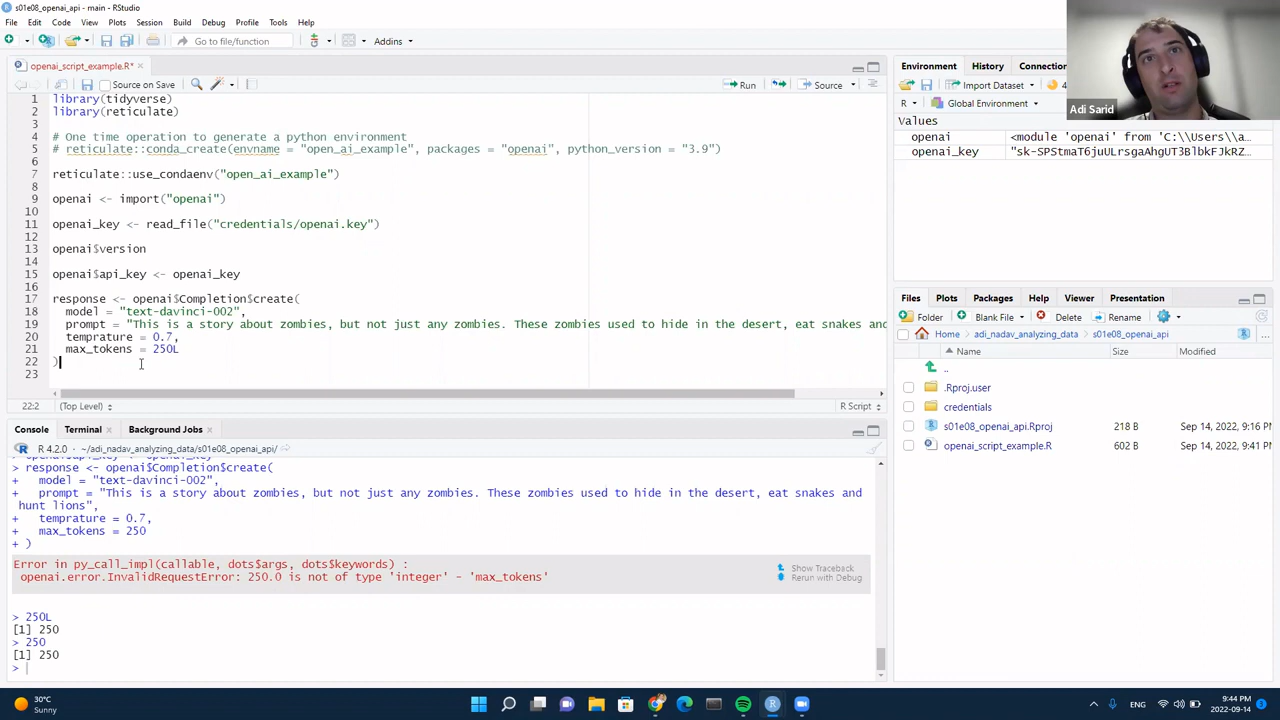 s01e08_openai_api - main - RStudio
File Edit Code View Plots Session Build Debug Profile Tools Help
Go to file/function Addins
openai_script_example.R*
Source on Save Run Source
1 library(tidyverse)
2 library(reticulate)
3
4 # One time operation to generate a python environment
5 # reticulate::conda_create(envname = "open_ai_example", packages = "openai", python_version = "3.9")
6
7 reticulate::use_condaenv("open_ai_example")
8
9 openai <- import("openai")
10
11 openai_key <- read_file("credentials/openai.key")
12
13 openai$version
14
15 openai$api_key <- openai_key
16
17 response <- openai$Completion$create(
18 model = "text-davinci-002",
19 prompt = "This is a story about zombies, but not just any zombies. These zombies used to hide in the desert, eat snakes and
20 temprature = 0.7,
21 max_tokens = 250L
22 )
23
22:2 (Top Level) R Script
Console Terminal Background Jobs
R 4.2.0 · ~/adi_nadav_analyzing_data/s01e08_openai_api/
> response <- openai$Completion$create(
+ model = "text-davinci-002",
+ prompt = "This is a story about zombies, but not just any zombies. These zombies used to hide in the desert, eat snakes and
hunt lions",
+ temprature = 0.7,
+ max_tokens = 250
+ )
Error in py_call_impl(callable, dots$args, dots$keywords) :
openai.error.InvalidRequestError: 250.0 is not of type 'integer' - 'max_tokens'
Show Traceback
Rerun with Debug
> 250L
[1] 250
> 250
[1] 250
>
Environment History Connection
Import Dataset
R Global Environment
Values
openai <module 'openai' from 'C:\\Users\\a…
openai_key "sk-SPStmaT6juULrsgaAhgUT3BlbkFJkRZ…
Adi Sarid
Files Plots Packages Help Viewer Presentation
Folder Blank File Delete Rename
Home adi_nadav_analyzing_data s01e08_openai_api
Name Size Modified
..
.Rproj.user
credentials
s01e08_openai_api.Rproj 218 B Sep 14, 2022, 9:16 PM
openai_script_example.R 602 B Sep 14, 2022, 9:41 PM
30°C
Sunny
ENG
9:44 PM
2022-09-14